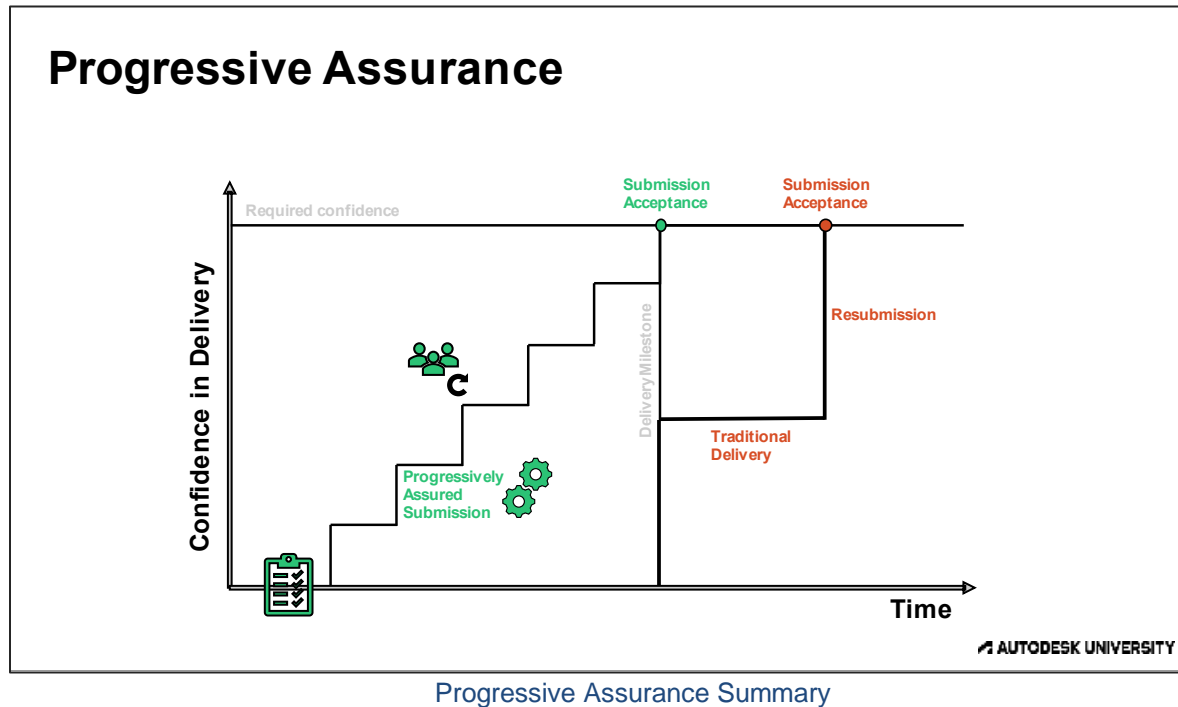 Progressive Assurance
Submission
Acceptance
Submission
Acceptance
Required confidence
Confidence in Delivery
Delivery Milestone
Resubmission
Traditional
Delivery
Progressively
Assured
Submission
Time
AUTODESK UNIVERSITY
Progressive Assurance Summary